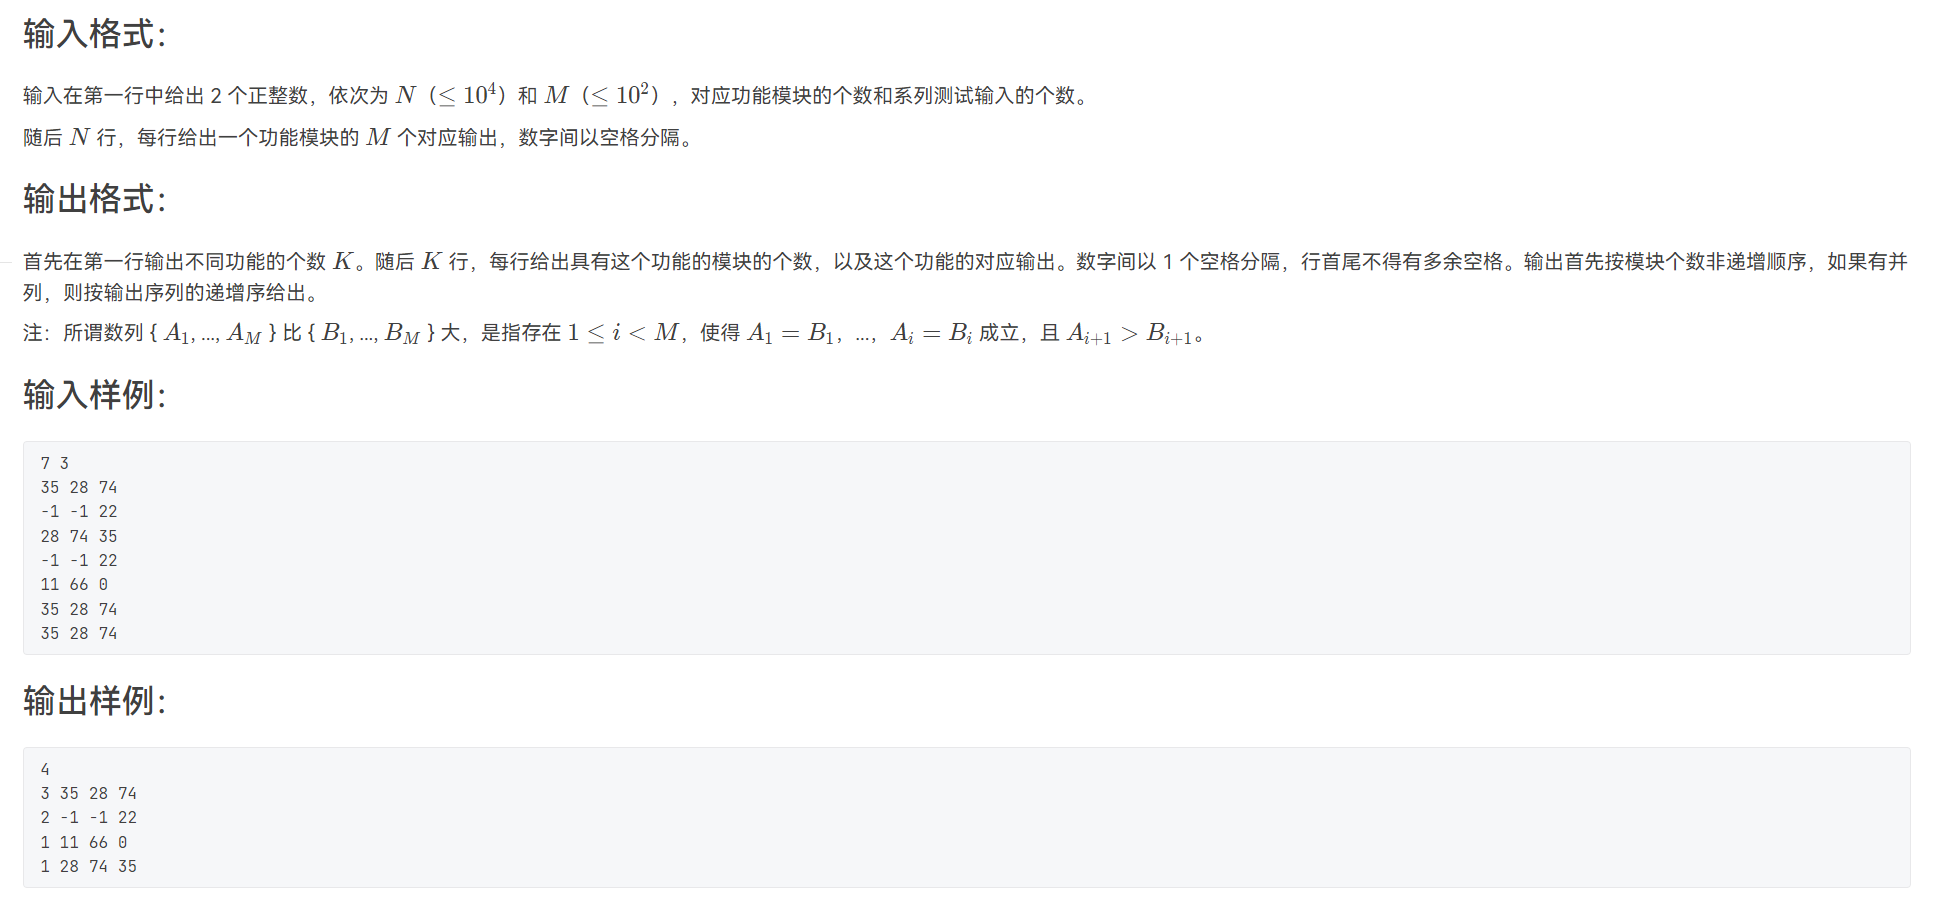 输入格式：
输入在第一行中给出 2 个正整数，依次为 N（≤ 10⁴）和 M（≤ 10²），对应功能模块的个数和系列测试输入的个数。
随后 N 行，每行给出一个功能模块的 M 个对应输出，数字间以空格分隔。
输出格式：
首先在第一行输出不同功能的个数 K。随后 K 行，每行给出具有这个功能的模块的个数，以及这个功能的对应输出。数字间以 1 个空格分隔，行首尾不得有多余空格。输出首先按模块个数非递增顺序，如果有并
列，则按输出序列的递增序给出。
注：所谓数列 { A₁, ..., A_M } 比 { B₁, ..., B_M } 大，是指存在 1 ≤ i < M，使得 A₁ = B₁，...，A_i = B_i 成立，且 A_{i+1} > B_{i+1}。
输入样例：
7 3
35 28 74
-1 -1 22
28 74 35
-1 -1 22
11 66 0
35 28 74
35 28 74
输出样例：
4
3 35 28 74
2 -1 -1 22
1 11 66 0
1 28 74 35